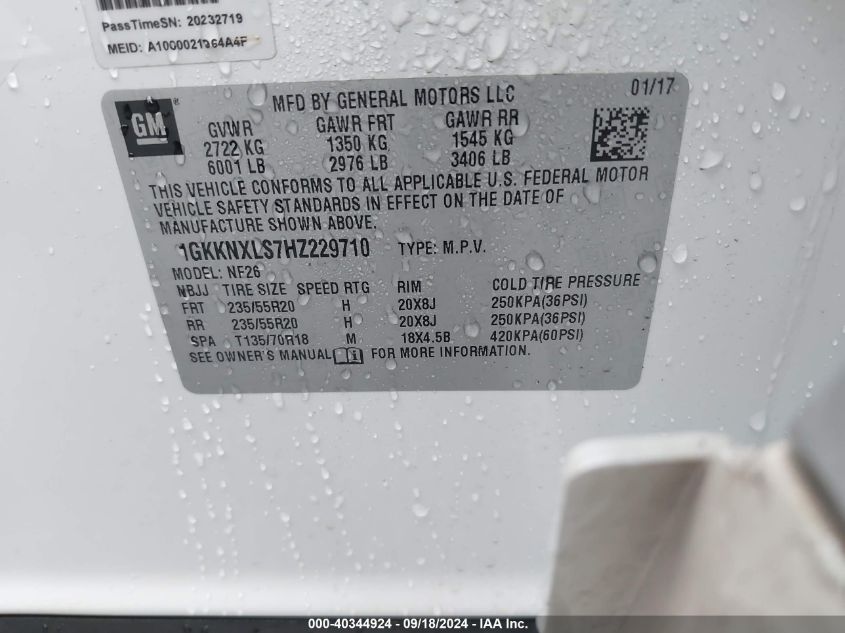 PassTimeSN: 20232719
MEID:
GM
MFD BY GENERAL MOTORS LLC 01/17
GVWR GAWR FRT GAWR RR
2722 KG 1350 KG 1545 KG
6001 LB 2976 LB 3406 LB
THIS VEHICLE CONFORMS TO ALL APPLICABLE U.S. FEDERAL MOTOR
VEHICLE SAFETY STANDARDS IN EFFECT ON THE DATE OF
MANUFACTURE SHOWN ABOVE.
1GKKNXLS7HZ229710 TYPE: M.P.V.
MODEL: NF26
NBJJ TIRE SIZE SPEED RTG RIM COLD TIRE PRESSURE
FRT 235/55R20 H 20X8J 250KPA(36PSI)
RR 235/55R20 H 20X8J 250KPA(36PSI)
SPA T135/70R18 M 18X4.5B 420KPA(60PSI)
SEE OWNER'S MANUAL FOR MORE INFORMATION.
000-40344924 - 09/18/2024 - IAA Inc.